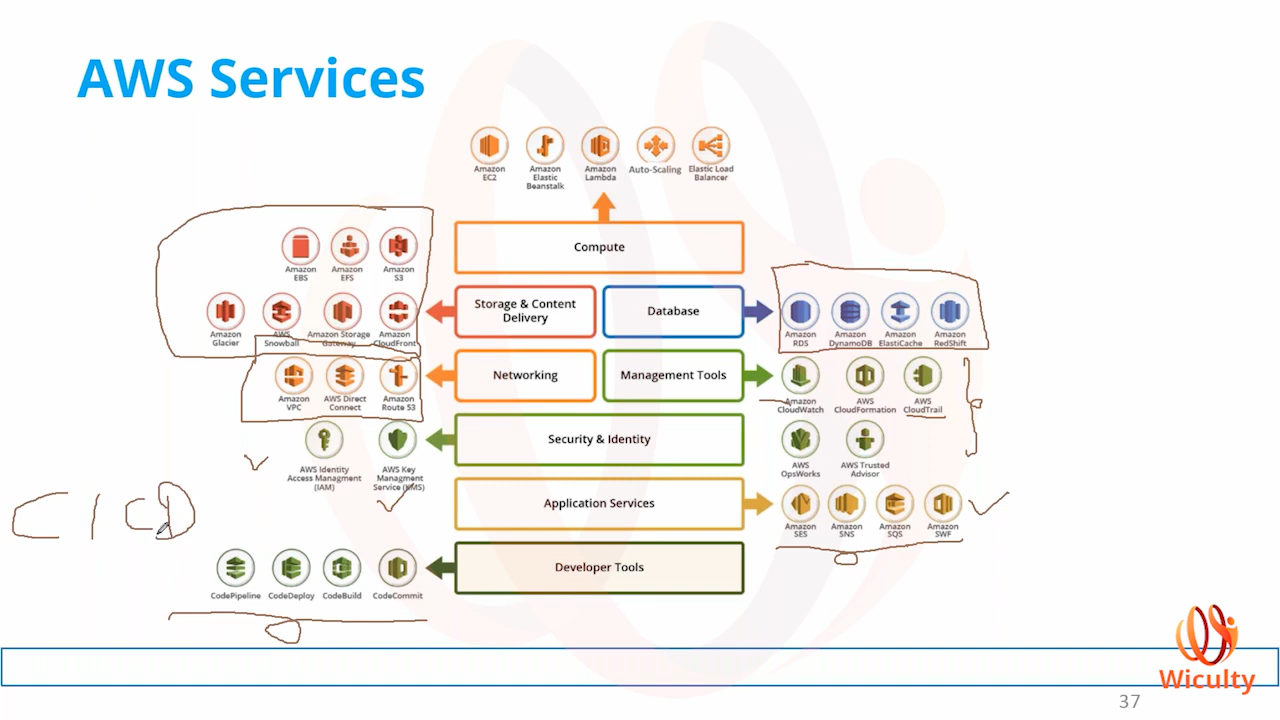 AWS Services
Amazon
EC2
Amazon
Elastic
Beanstalk
Amazon
Lambda
Auto-Scaling
Elastic Load
Balancer
Compute
Amazon
EBS
Amazon
EFS
Amazon
S3
Amazon
Glacier
AWS
Snowball
Amazon Storage
Gateway
Amazon
CloudFront
Storage & Content
Delivery
Database
Amazon
RDS
Amazon
DynamoDB
Amazon
ElastiCache
Amazon
RedShift
Amazon
VPC
AWS Direct
Connect
Amazon
Route 53
Networking
Management Tools
Amazon
CloudWatch
AWS
CloudFormation
AWS
CloudTrail
AWS
OpsWorks
AWS Trusted
Advisor
AWS Identity
Access Managment
(IAM)
AWS Key
Managment
Service (KMS)
Security & Identity
CICD
Application Services
Amazon
SES
Amazon
SNS
Amazon
SQS
Amazon
SWF
CodePipeline
CodeDeploy
CodeBuild
CodeCommit
Developer Tools
Wiculty
37